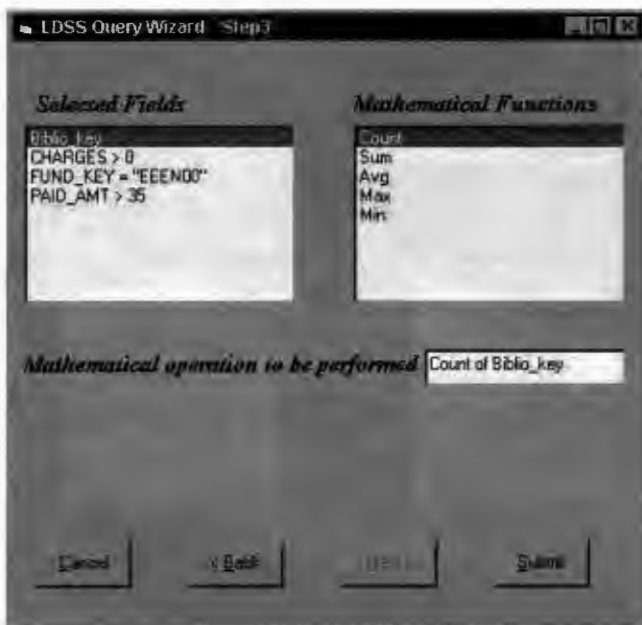 LDSS Query Wizard Step3
Selected Fields
Mathematical Functions
Biblio_key
CHARGES > 0
FUND_KEY = "EEEN00"
PAID_AMT > 35
Count
Sum
Avg
Max
Min
Mathematical operation to be performed
Count of Biblio_key
Cancel
< Back
Submit